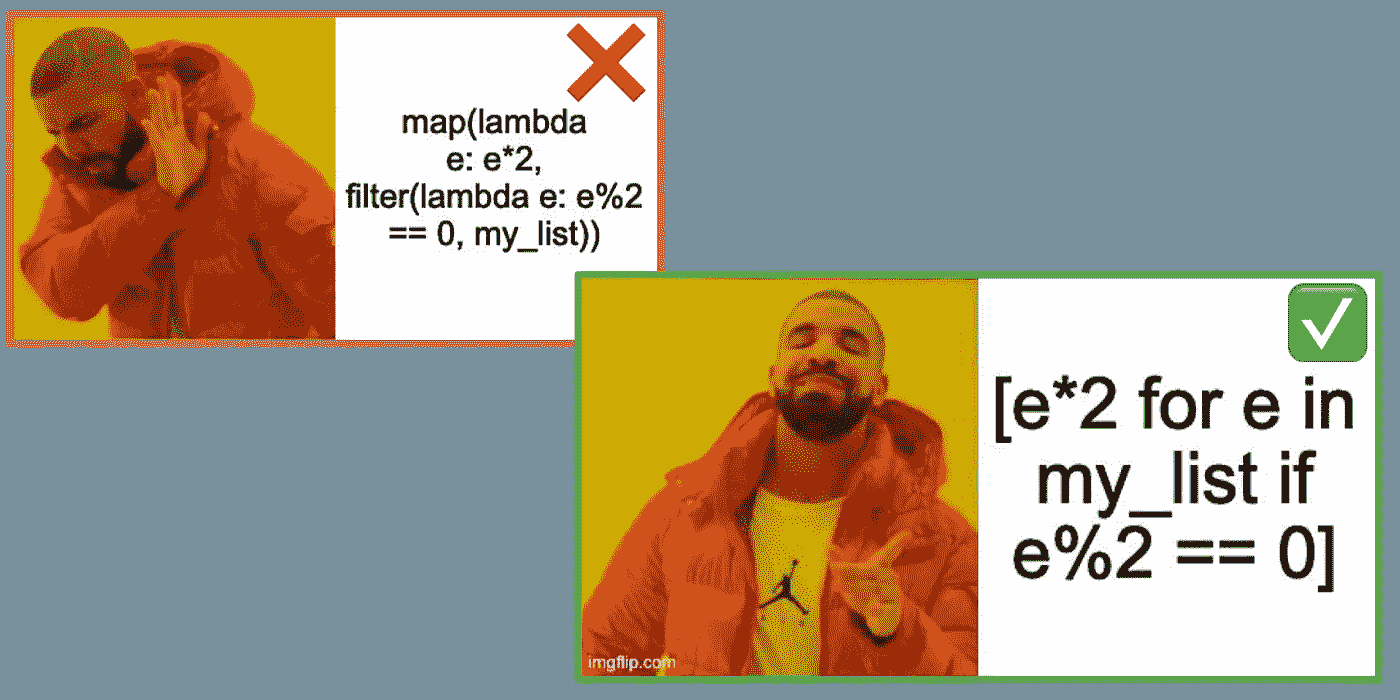 map(lambda
e: e*2,
filter(lambda e: e%2
== 0, my_list))
[e*2 for e in
my_list if
e%2 == 0]
imgflip.com